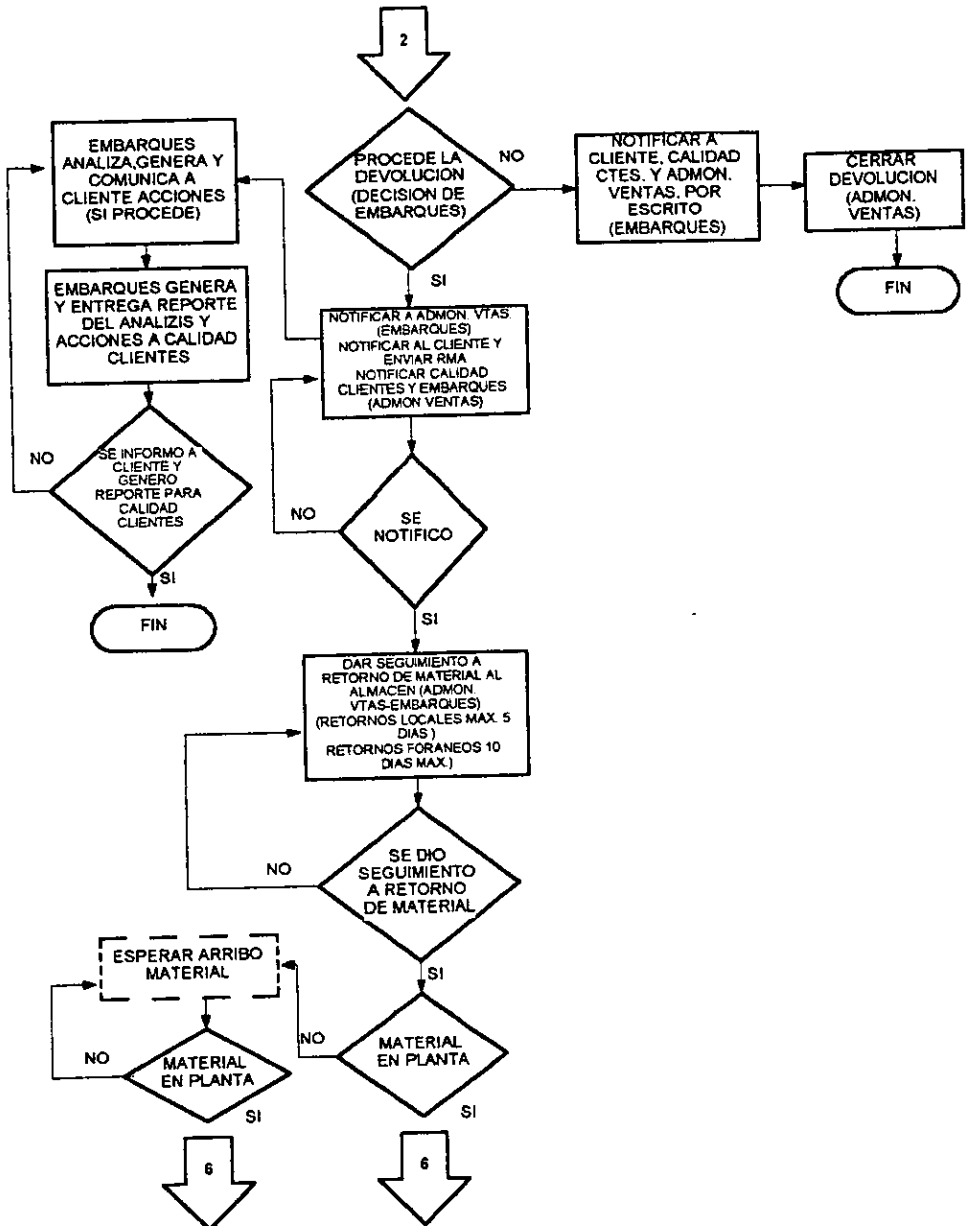 2
EMBARQUES
ANALIZA,GENERA Y
COMUNICA A
CLIENTE ACCIONES
(SI PROCEDE)
PROCEDE LA
DEVOLUCION
(DECISION DE
EMBARQUES)
NO
NOTIFICAR A
CLIENTE, CALIDAD
CTES. Y ADMON.
VENTAS. POR
ESCRITO
(EMBARQUES)
CERRAR
DEVOLUCION
(ADMON.
VENTAS)
FIN
SI
EMBARQUES GENERA
Y ENTREGA REPORTE
DEL ANALIZIS Y
ACCIONES A CALIDAD
CLIENTES
NOTIFICAR A ADMON. VTAS.
(EMBARQUES)
NOTIFICAR AL CLIENTE Y
ENVIAR RMA
NOTIFICAR CALIDAD
CLIENTES Y EMBARQUES
(ADMON VENTAS)
NO
SE INFORMO A
CLIENTE Y
GENERO
REPORTE PARA
CALIDAD
CLIENTES
SI
FIN
NO
SE
NOTIFICO
SI
DAR SEGUIMIENTO A
RETORNO DE MATERIAL AL
ALMACEN (ADMON.
VTAS-EMBARQUES)
(RETORNOS LOCALES MAX. 5
DIAS )
RETORNOS FORANEOS 10
DIAS MAX.)
NO
SE DIO
SEGUIMIENTO
A RETORNO
DE MATERIAL
SI
ESPERAR ARRIBO
MATERIAL
NO
MATERIAL
EN PLANTA
SI
NO
MATERIAL
EN PLANTA
SI
6
6